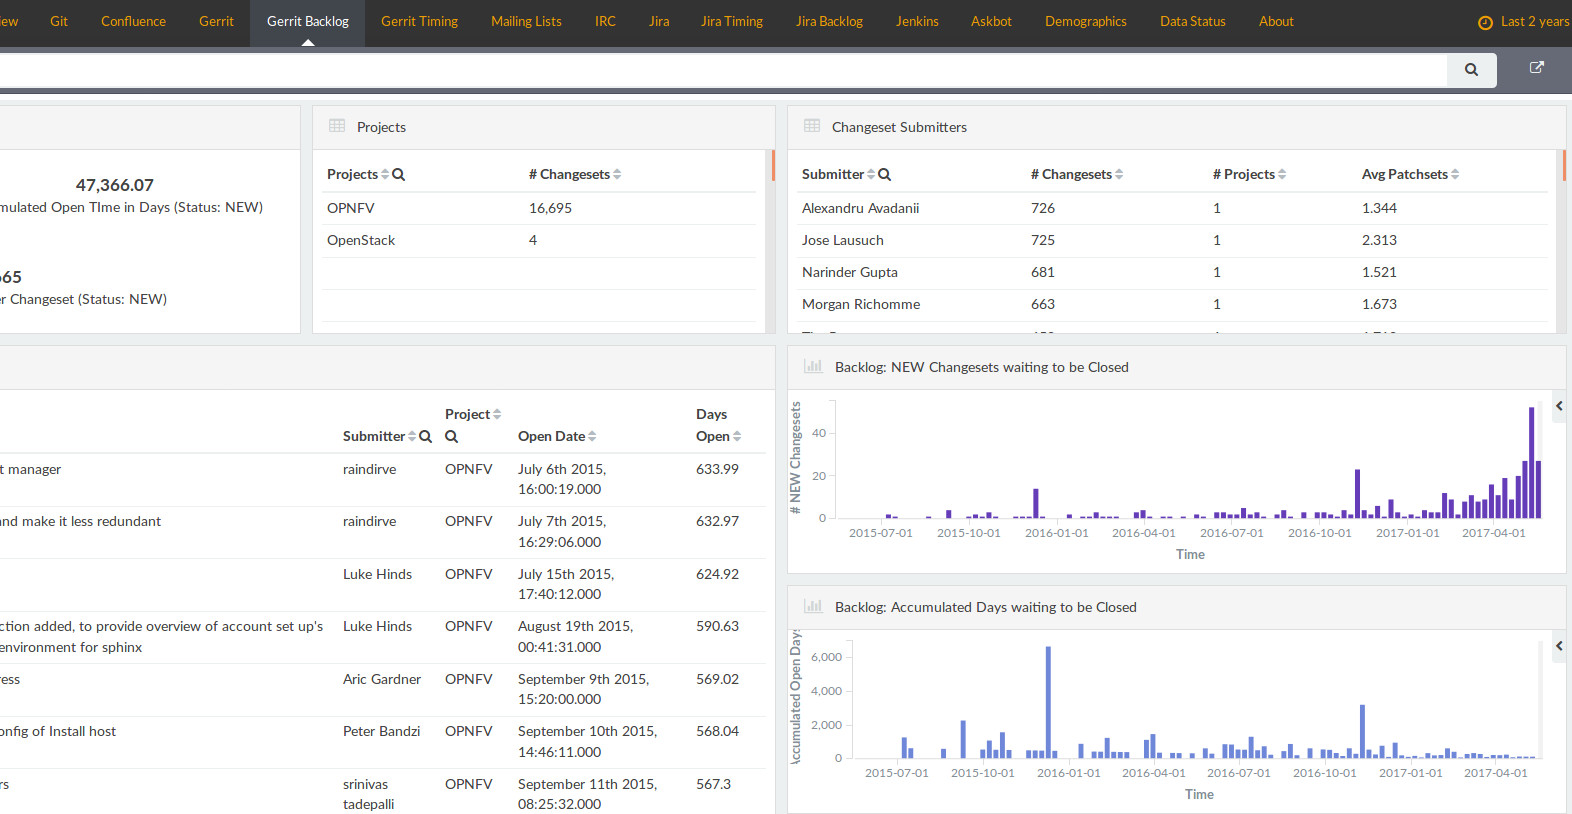 Git Confluence Gerrit Gerrit Backlog Gerrit Timing Mailing Lists IRC Jira Jira Timing Jira Backlog Jenkins Askbot Demographics Data Status About Last 2 years
Projects
Projects # Changesets
OPNFV 16,695
OpenStack 4
Changeset Submitters
Submitter # Changesets # Projects Avg Patchsets
Alexandru Avadanii 726 1 1.344
Jose Lausuch 725 1 2.313
Narinder Gupta 681 1 1.521
Morgan Richomme 663 1 1.673
47,366.07
Open TIme in Days (Status: NEW)
Changeset (Status: NEW)
Submitter Project Open Date Days Open
manager raindirve OPNFV July 6th 2015, 633.99
16:00:19.000
and make it less redundant raindirve OPNFV July 7th 2015, 632.97
16:29:06.000
Luke Hinds OPNFV July 15th 2015, 624.92
17:40:12.000
added, to provide overview of account set up's Luke Hinds OPNFV August 19th 2015, 590.63
environment for sphinx 00:41:31.000
Aric Gardner OPNFV September 9th 2015, 569.02
15:20:00.000
of Install host Peter Bandzi OPNFV September 10th 2015, 568.04
14:46:11.000
srinivas OPNFV September 11th 2015, 567.3
tadepalli 08:25:32.000
Backlog: NEW Changesets waiting to be Closed
# NEW Changesets
40
20
0
2015-07-01 2015-10-01 2016-01-01 2016-04-01 2016-07-01 2016-10-01 2017-01-01 2017-04-01
Time
Backlog: Accumulated Days waiting to be Closed
Accumulated Open Days
6,000
4,000
2,000
0
2015-07-01 2015-10-01 2016-01-01 2016-04-01 2016-07-01 2016-10-01 2017-01-01 2017-04-01
Time